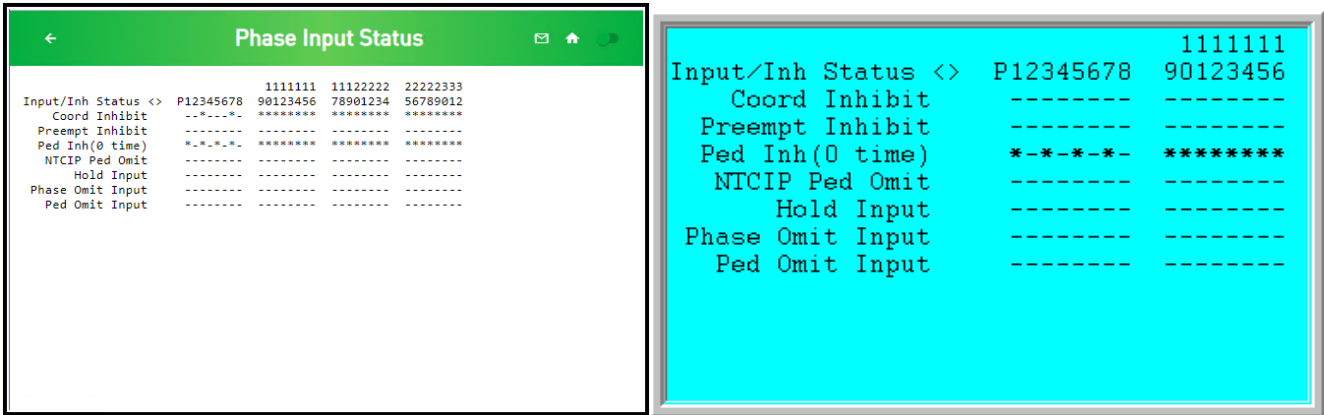 Phase Input Status
1111111 11122222 22222333
Input/Inh Status <> P12345678 90123456 78901234 56789012
Coord Inhibit --*---*- ******** ******** ********
Preempt Inhibit -------- -------- -------- --------
Ped Inh(0 time) *-*-*-*- ******** ******** ********
NTCIP Ped Omit -------- -------- -------- --------
Hold Input -------- -------- -------- --------
Phase Omit Input -------- -------- -------- --------
Ped Omit Input -------- -------- -------- --------
1111111
Input/Inh Status <> P12345678 90123456
Coord Inhibit -------- --------
Preempt Inhibit -------- --------
Ped Inh(0 time) *-*-*-*- ********
NTCIP Ped Omit -------- --------
Hold Input -------- --------
Phase Omit Input -------- --------
Ped Omit Input -------- --------